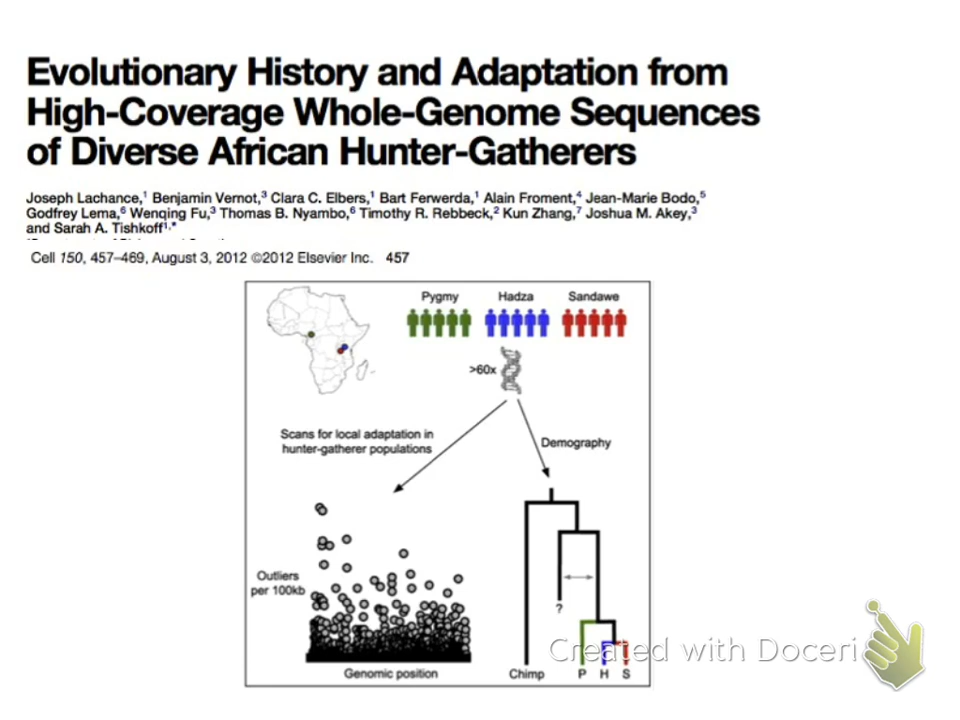 Evolutionary History and Adaptation from
High-Coverage Whole-Genome Sequences
of Diverse African Hunter-Gatherers
Joseph Lachance,1 Benjamin Vernot,3 Clara C. Elbers,1 Bart Ferwerda,1 Alain Froment,4 Jean-Marie Bodo,5
Godfrey Lema,6 Wenqing Fu,3 Thomas B. Nyambo,6 Timothy R. Rebbeck,2 Kun Zhang,7 Joshua M. Akey,3
and Sarah A. Tishkoff1,*
Cell 150, 457–469, August 3, 2012 ©2012 Elsevier Inc. 457
Pygmy Hadza Sandawe
>60x
Scans for local adaptation in
hunter-gatherer populations
Demography
Outliers
per 100kb
?
Genomic position
Chimp P H S
Created with Doceri